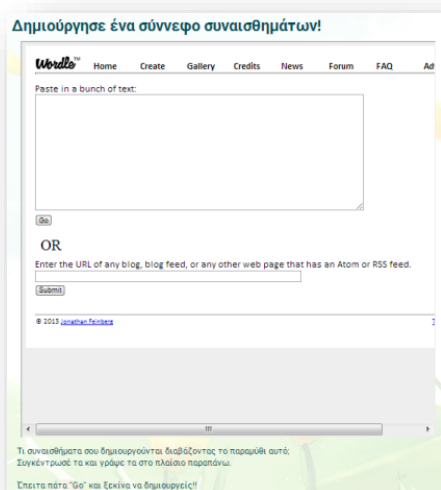 Δημιούργησε ένα σύννεφο συναισθημάτων!
Wordle™ Home Create Gallery Credits News Forum FAQ Ad
Paste in a bunch of text:
Go
OR
Enter the URL of any blog, blog feed, or any other web page that has an Atom or RSS feed.
Submit
© 2013 Jonathan Feinberg
Τι συναισθήματα σου δημιουργούνται διαβάζοντας το παραμύθι αυτό;
Συγκέντρωσέ τα και γράψε τα στο πλαίσιο παραπάνω.
Έπειτα πάτα "Go" και ξεκίνα να δημιουργείς!!